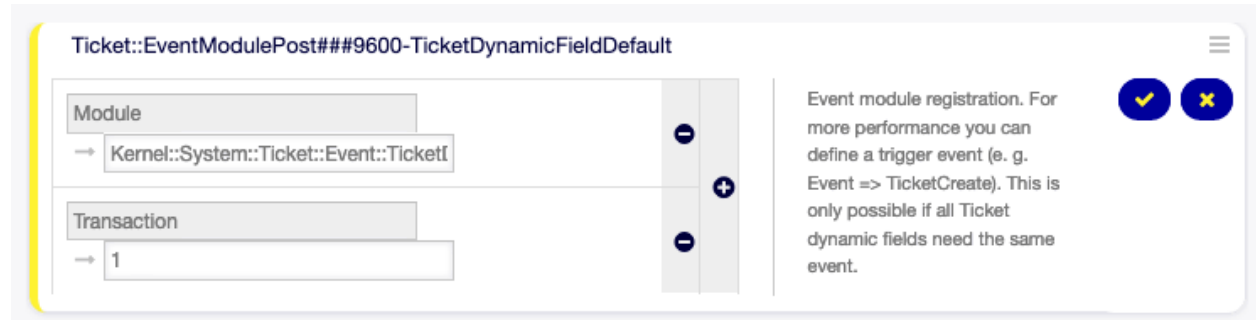 Ticket::EventModulePost###9600-TicketDynamicFieldDefault
Module
→ Kernel::System::Ticket::Event::Ticket
Transaction
→ 1
Event module registration. For
more performance you can
define a trigger event (e. g.
Event => TicketCreate). This is
only possible if all Ticket
dynamic fields need the same
event.